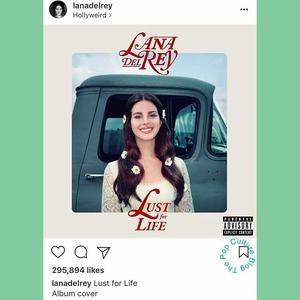 lanadelrey
Hollyweird >
LANA
DEL REY
LUST
for
LIFE
PARENTAL
ADVISORY
EXPLICIT CONTENT
The Pop Culture Blog
295,894 likes
lanadelrey Lust for Life
Album cover